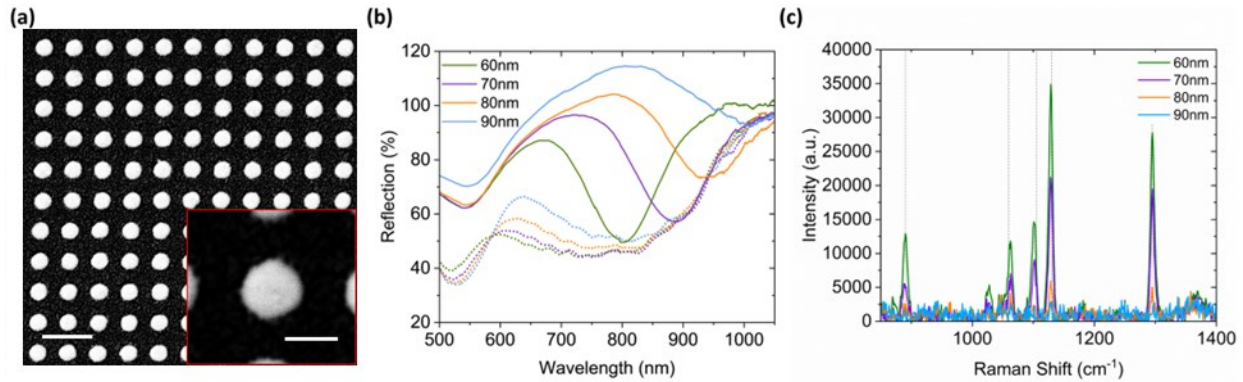 (a)
(b)
120
100
80
60
40
20
Reflection (%)
60nm
70nm
80nm
90nm
500 600 700 800 900 1000
Wavelength (nm)
(c)
40000
35000
30000
25000
20000
15000
10000
5000
0
Intensity (a.u.)
60nm
70nm
80nm
90nm
1000 1200 1400
Raman Shift (cm⁻¹)